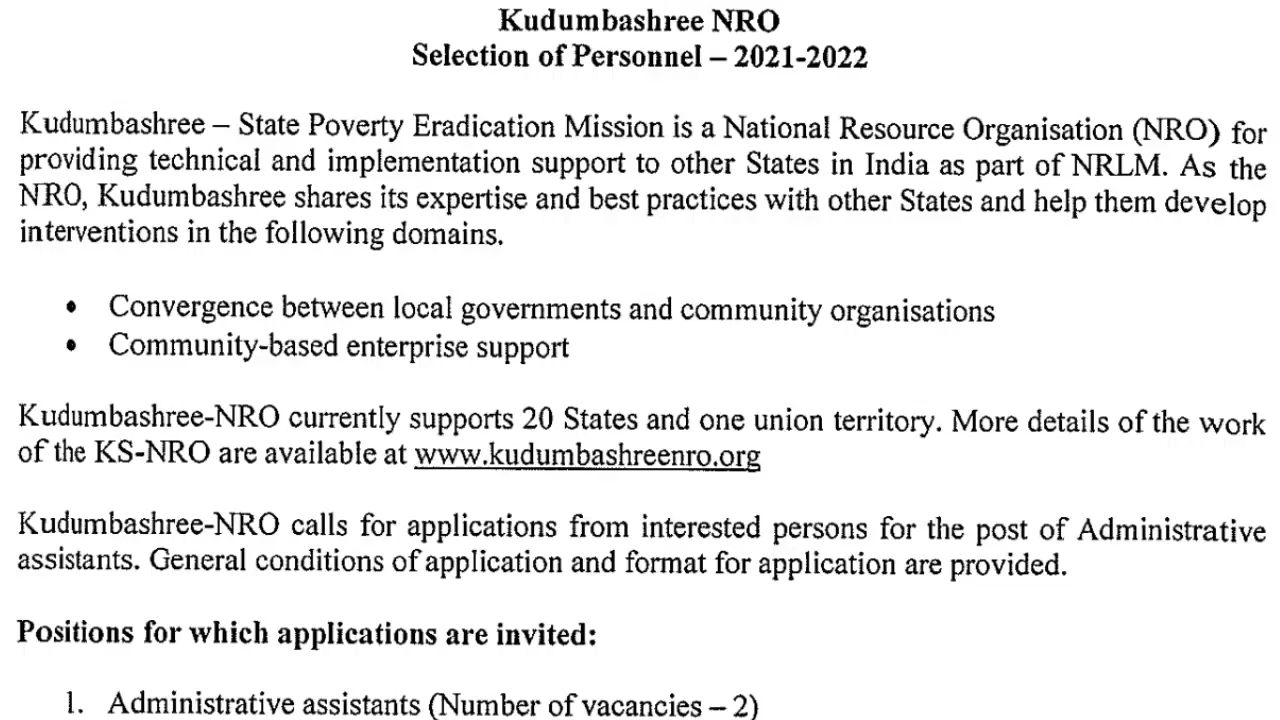 Kudumbashree NRO
Selection of Personnel – 2021-2022
Kudumbashree – State Poverty Eradication Mission is a National Resource Organisation (NRO) for
providing technical and implementation support to other States in India as part of NRLM. As the
NRO, Kudumbashree shares its expertise and best practices with other States and help them develop
interventions in the following domains.
• Convergence between local governments and community organisations
• Community-based enterprise support
Kudumbashree-NRO currently supports 20 States and one union territory. More details of the work
of the KS-NRO are available at www.kudumbashreenro.org
Kudumbashree-NRO calls for applications from interested persons for the post of Administrative
assistants. General conditions of application and format for application are provided.
Positions for which applications are invited:
1. Administrative assistants (Number of vacancies – 2)